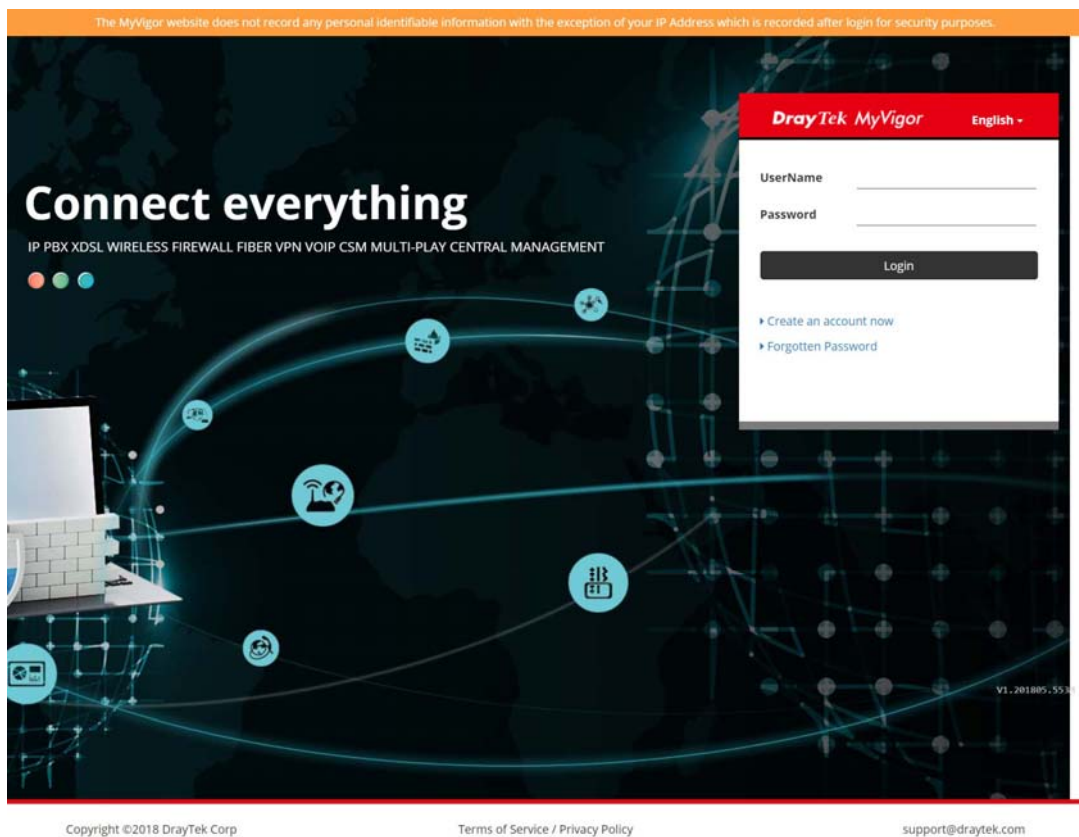 The MyVigor website does not record any personal identifiable information with the exception of your IP Address which is recorded after login for security purposes.
DrayTek MyVigor English
UserName
Password
Login
Create an account now
Forgotten Password
Connect everything
IP PBX XDSL WIRELESS FIREWALL FIBER VPN VOIP CSM MULTI-PLAY CENTRAL MANAGEMENT
Copyright ©2018 DrayTek Corp
Terms of Service / Privacy Policy
support@draytek.com